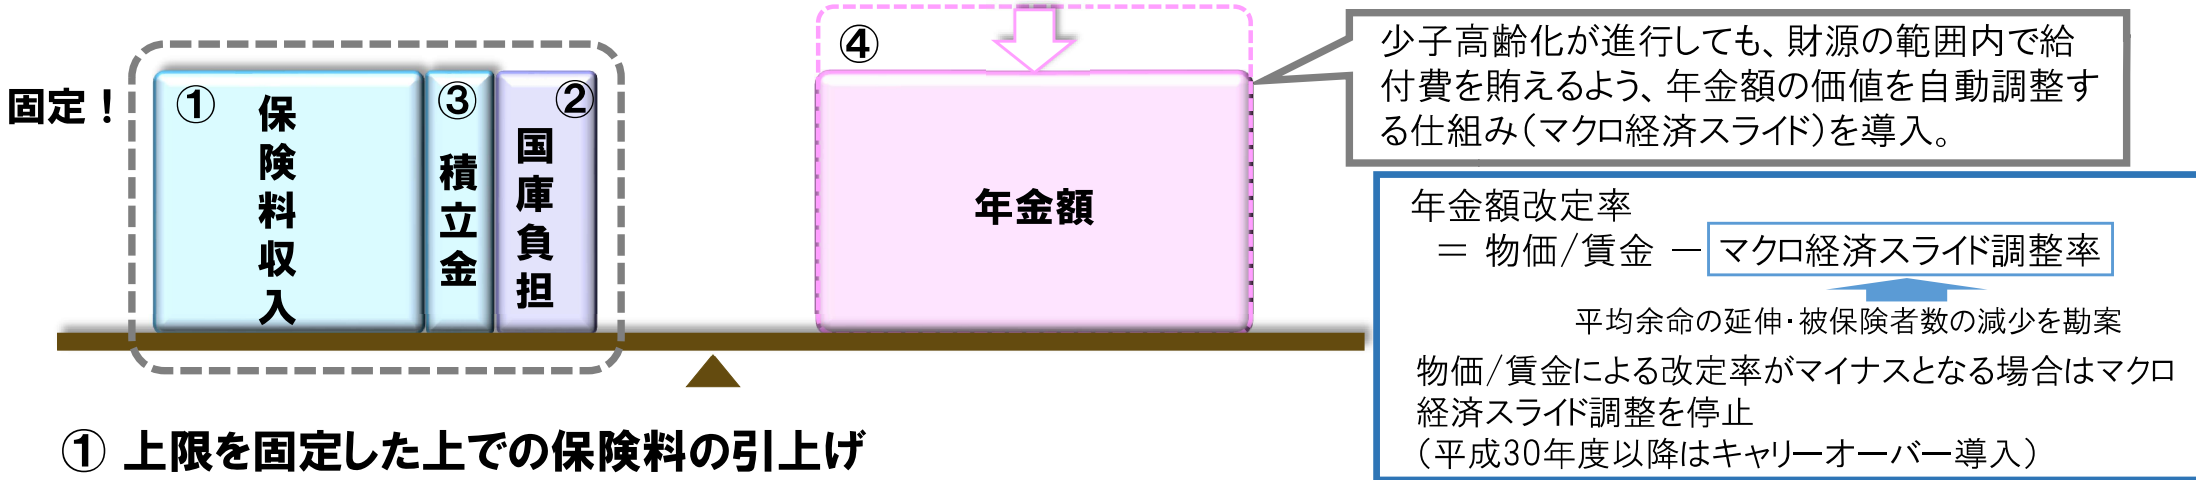 固定！
① 保険料収入
③ 積立金
② 国庫負担
④
年金額
少子高齢化が進行しても、財源の範囲内で給
付費を賄えるよう、年金額の価値を自動調整す
る仕組み（マクロ経済スライド）を導入。
年金額改定率
＝ 物価/賃金 － マクロ経済スライド調整率
平均余命の延伸・被保険者数の減少を勘案
物価/賃金による改定率がマイナスとなる場合はマクロ
経済スライド調整を停止
（平成30年度以降はキャリーオーバー導入）
① 上限を固定した上での保険料の引上げ